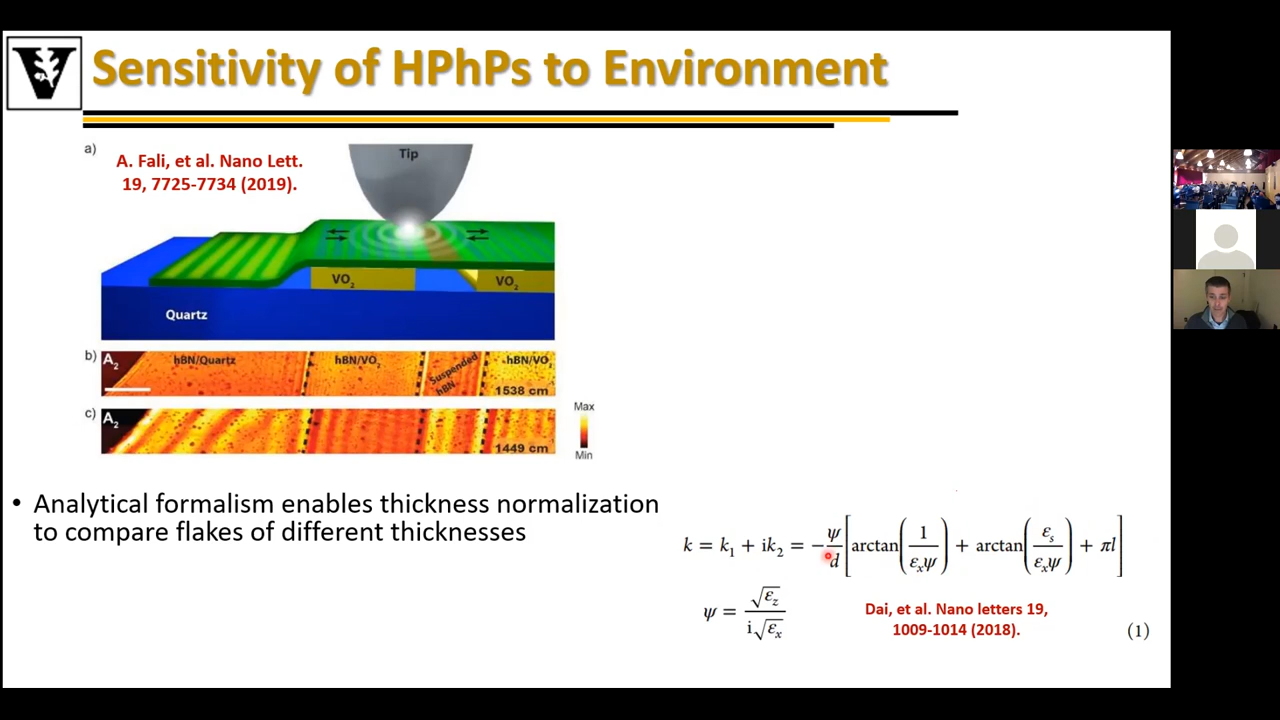 Sensitivity of HPhPs to Environment
a)
A. Fali, et al. Nano Lett.
19, 7725-7734 (2019).
Tip
VO2
VO2
Quartz
b) A2 hBN/Quartz hBN/VO2 Suspended hBN hBN/VO2
1538 cm
c) A2
1449 cm
Max
Min
• Analytical formalism enables thickness normalization
to compare flakes of different thicknesses
k = k1 + ik2 = −ψ/d [arctan(1/εxψ) + arctan(εs/εxψ) + πl]
ψ = √εz / i√εx
Dai, et al. Nano letters 19,
1009-1014 (2018).
(1)